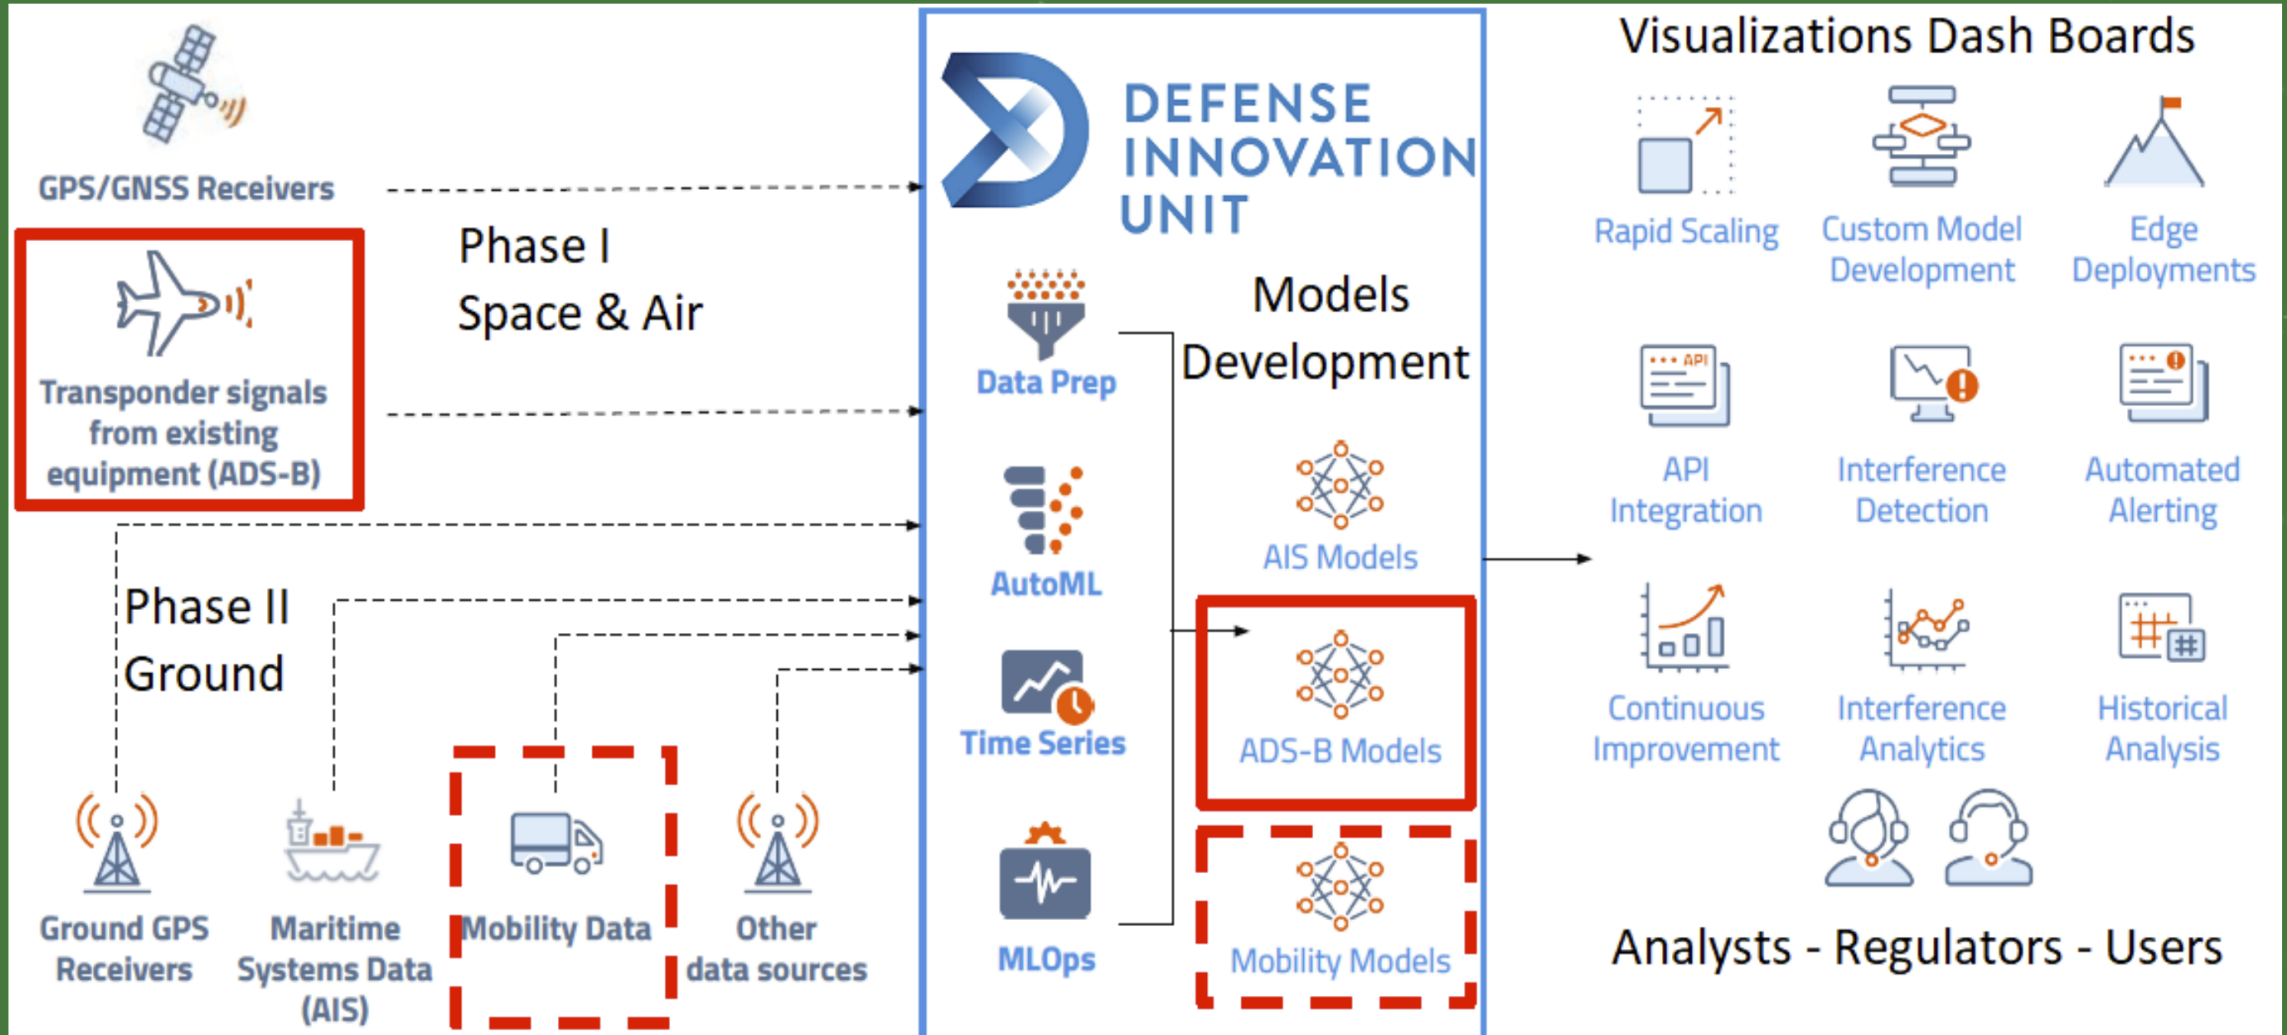 GPS/GNSS Receivers
Transponder signals
from existing
equipment (ADS-B)
Phase I
Space & Air
Phase II
Ground
Ground GPS
Receivers
Maritime
Systems Data
(AIS)
Mobility Data
Other
data sources
DEFENSE
INNOVATION
UNIT
Data Prep
AutoML
Time Series
MLOps
Models
Development
AIS Models
ADS-B Models
Mobility Models
Visualizations Dash Boards
Rapid Scaling
Custom Model
Development
Edge
Deployments
API
API
Integration
Interference
Detection
Automated
Alerting
Continuous
Improvement
Interference
Analytics
#
Historical
Analysis
Analysts - Regulators - Users